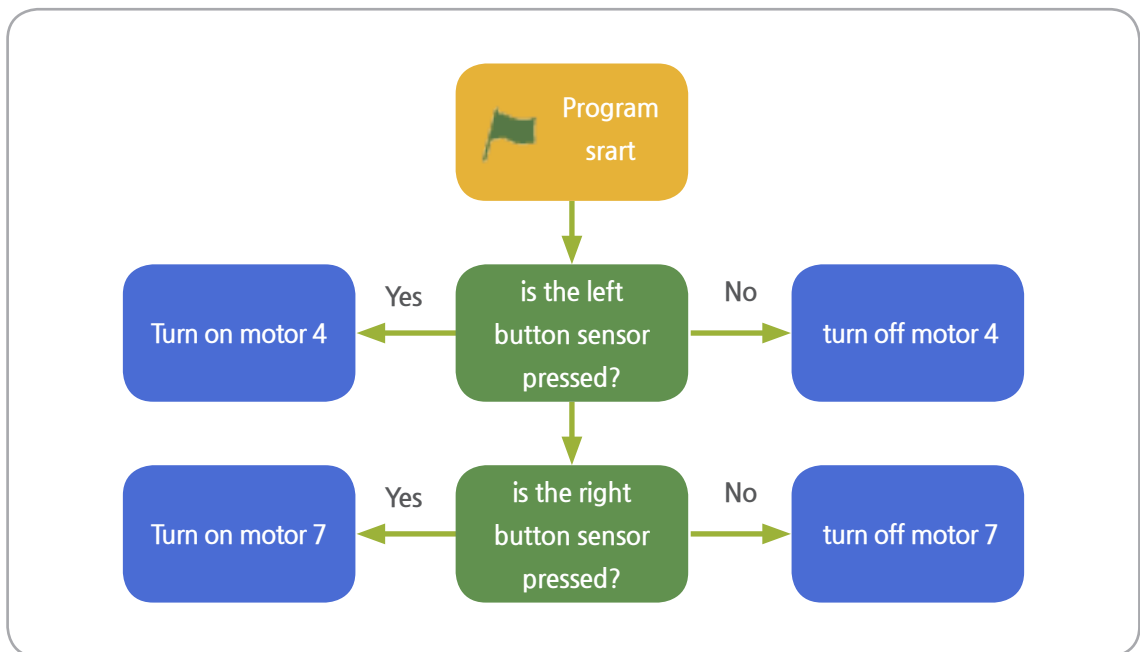 Program
srart
Yes
is the left
button sensor
pressed?
No
Turn on motor 4
turn off motor 4
Yes
is the right
button sensor
pressed?
No
Turn on motor 7
turn off motor 7